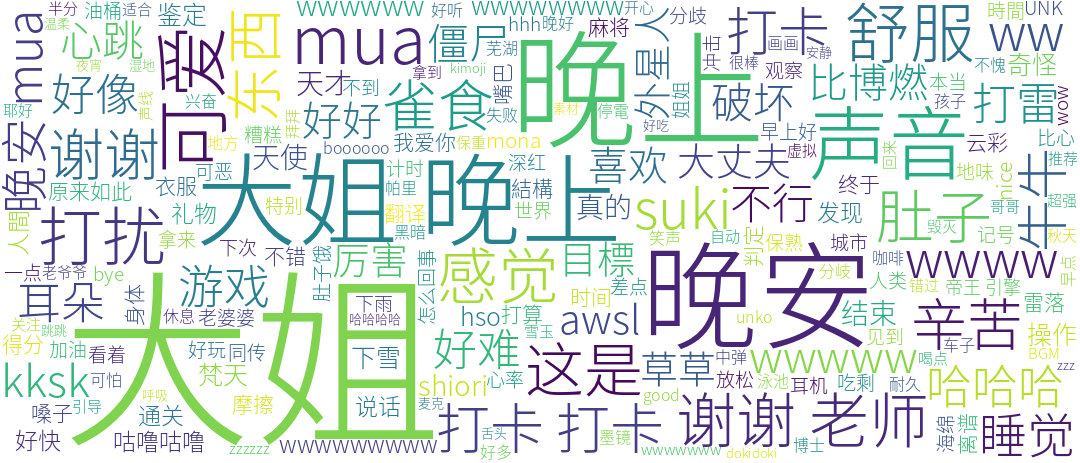 半分
油桶
适合
鉴定
wwwwww
wwwwwwww
好听
开心
hhh
晚好
麻将
分歧
時間
UNK
温柔
mua
心跳
可爱
东西
mua
僵尸
芜湖
打卡
画画
安静
舒服
ww
不愧
夜宵
湿地
好像
天才
不到
拿到
kimoji
嘴巴
外星人
很棒
观察
比博燃
本当
奇怪
耶好
声线
兴奋
拜拜
雀食
素材
失败
停電
姐姐
破坏
孩子
打雷
wow
晚安
谢谢
地方
糟糕
好好
我爱你
保重
mona
好吃
早上好
虚拟
声音
云彩
比心
推荐
可恶
天使
boooooo
晚上
喜欢
大丈夫
回来
地味
nice
牛牛
原来如此
衣服
计时
深红
結構
终于
哥哥
超强
人間
打扰
礼物
特别
帕里
翻译
黑暗
大姐
晚上
世界
真的
suki
不行
发现
肚子
记号
毁灭
秋天
拿来
下次
不错
肚子饿
厉害
怎么回事
感觉
笑声
目標
自动
判定
保熟
城市
咖啡
wwww
早点
一点
老爷爷
bye
耳朵
身体
游戏
大姐
下雨
哈哈哈哈
差点
时间
晚安
分岐
人类
错过
帝王
引擎
关注
跳跳
休息
老婆婆
雪玉
hso
打算
unko
结束
见到
车子
雷落
辛苦
操作
得分
加油
看着
好玩
同传
下雪
好难
awsl
wwwww
喝点
BGM
zzz
kksk
可怕
呼吸
梵天
心率
shiori
这是
草草
中弹
放松
泳池
耳机
吃剩
耐久
哈哈哈
嗓子
引导
摩擦
说话
麦克
good
通关
打卡
打卡
谢谢
老师
海绵
离谱
睡觉
好快
咕噜咕噜
zzzzzz
wwwwwwwww
舌头
好多
墨镜
wwwwwww
dokidoki
博士